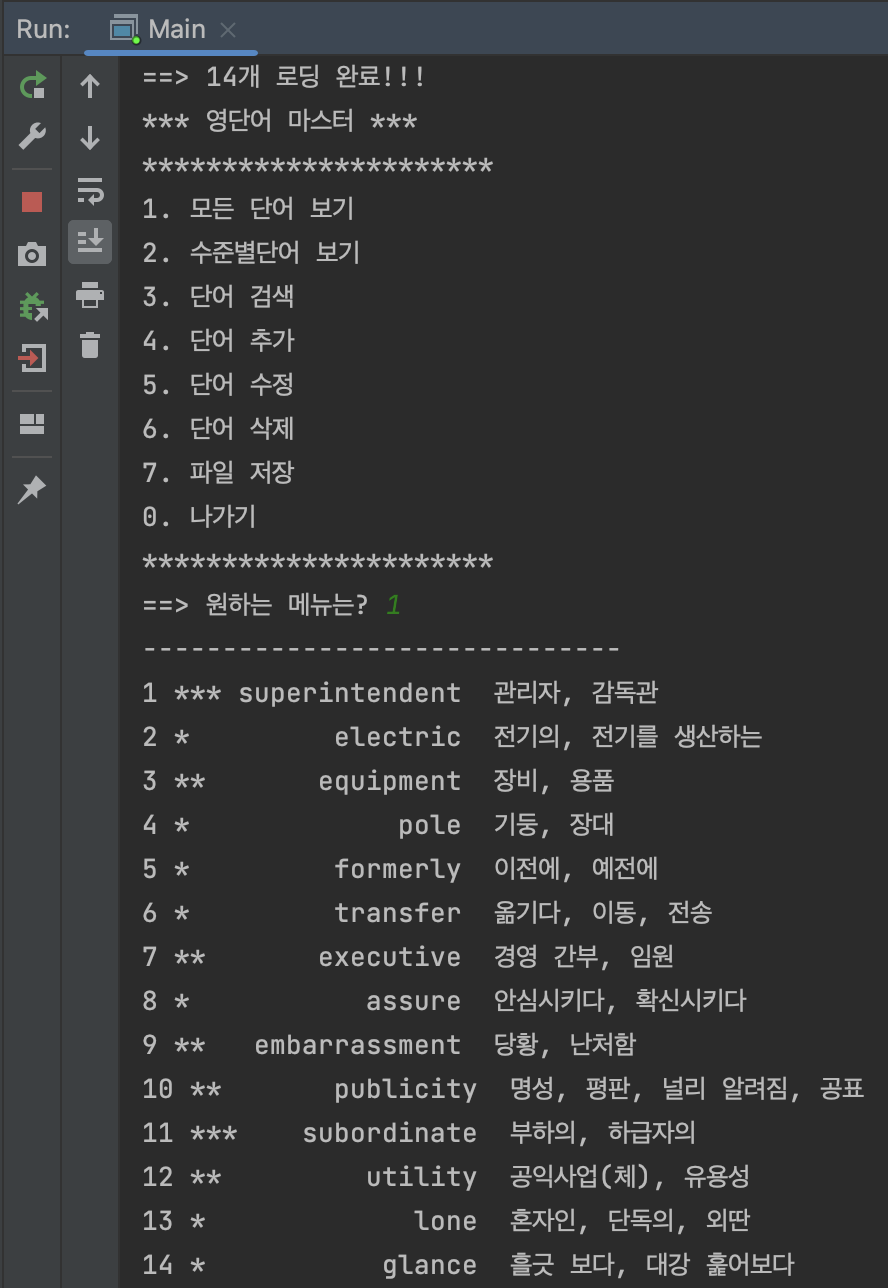 Run: Main
==> 14개 로딩 완료!!!
*** 영단어 마스터 ***
**********************
1. 모든 단어 보기
2. 수준별단어 보기
3. 단어 검색
4. 단어 추가
5. 단어 수정
6. 단어 삭제
7. 파일 저장
0. 나가기
**********************
==> 원하는 메뉴는? 1
------------------------------
1 *** superintendent  관리자, 감독관
2 *         electric  전기의, 전기를 생산하는
3 **       equipment  장비, 용품
4 *             pole  기둥, 장대
5 *         formerly  이전에, 예전에
6 *         transfer  옮기다, 이동, 전송
7 **       executive  경영 간부, 임원
8 *           assure  안심시키다, 확신시키다
9 **   embarrassment  당황, 난처함
10 **       publicity  명성, 평판, 널리 알려짐, 공표
11 ***    subordinate  부하의, 하급자의
12 **         utility  공익사업(체), 유용성
13 *             lone  혼자인, 단독의, 외딴
14 *           glance  흘긋 보다, 대강 훑어보다